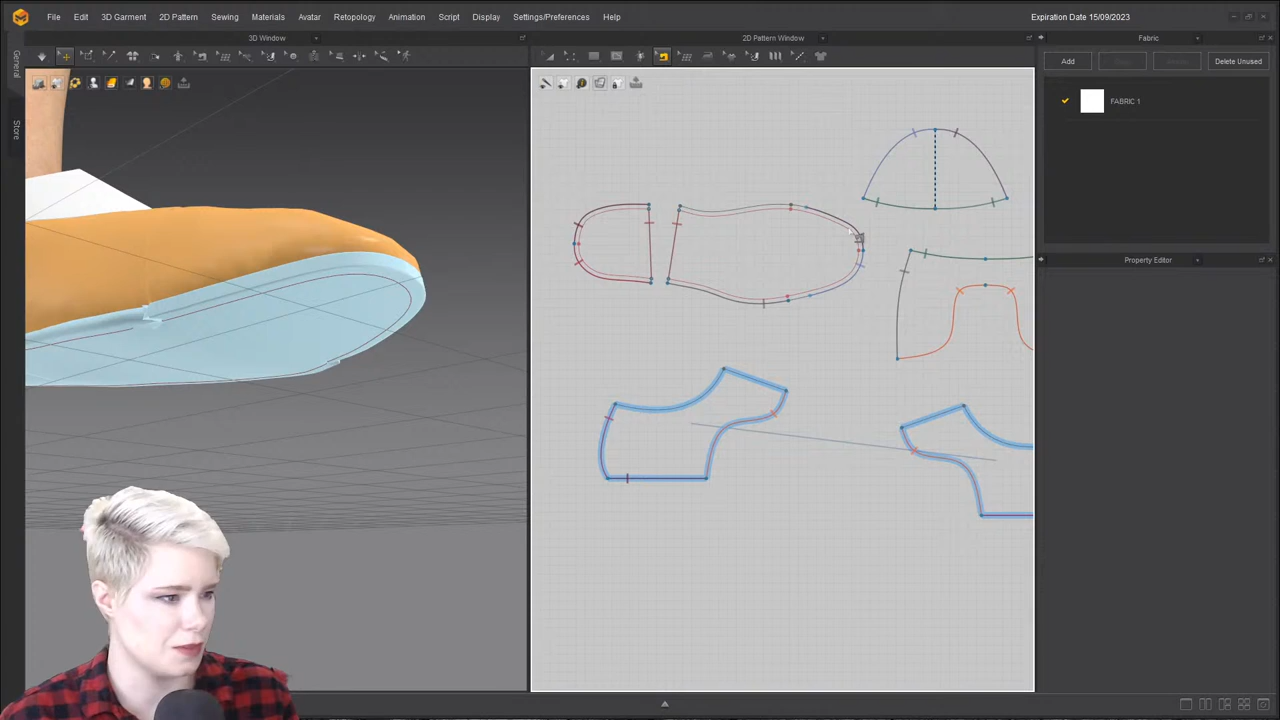 File Edit 3D Garment 2D Pattern Sewing Materials Avatar Retopology Animation Script Display Settings/Preferences Help Expiration Date 15/09/2023
3D Window 2D Pattern Window Fabric
General
Store
Add Delete Unused
FABRIC 1
Property Editor